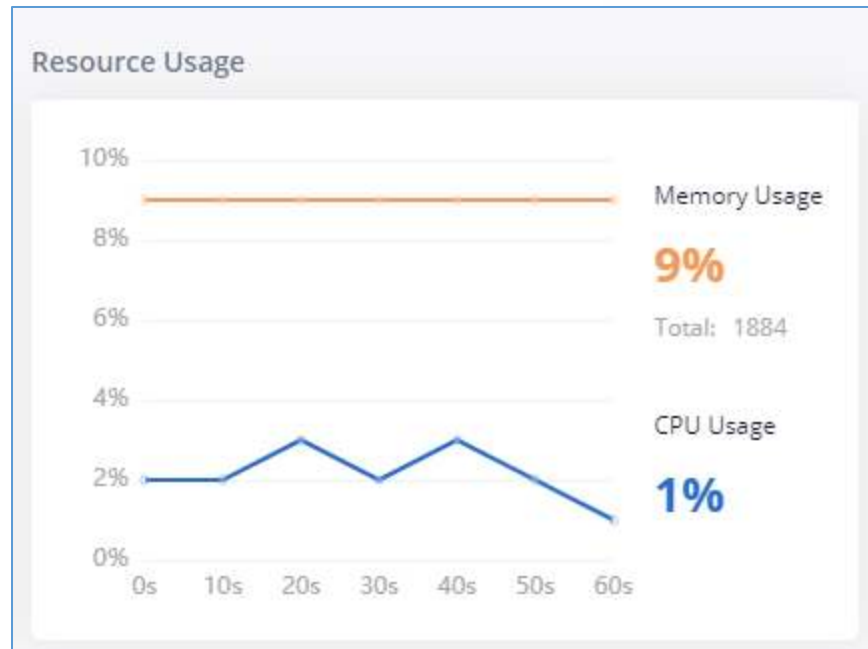 Resource Usage
10%
8%
6%
4%
2%
0%
0s 10s 20s 30s 40s 50s 60s
Memory Usage
9%
Total: 1884
CPU Usage
1%